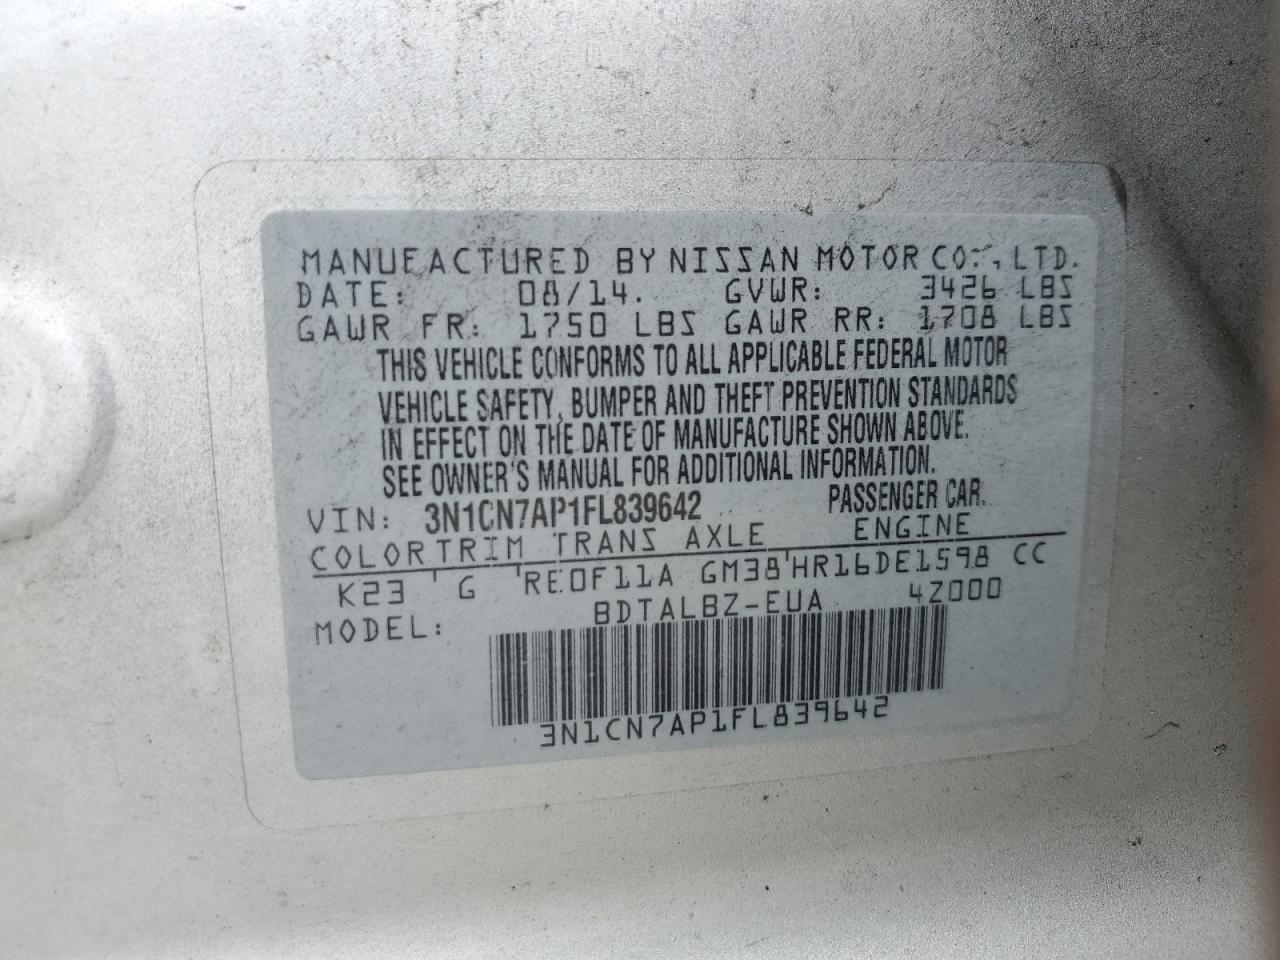 MANUFACTURED BY NISSAN MOTOR CO., LTD.
DATE: 08/14. GVWR: 3426 LBS
GAWR FR: 1750 LBS GAWR RR: 1708 LBS
THIS VEHICLE CONFORMS TO ALL APPLICABLE FEDERAL MOTOR
VEHICLE SAFETY, BUMPER AND THEFT PREVENTION STANDARDS
IN EFFECT ON THE DATE OF MANUFACTURE SHOWN ABOVE.
SEE OWNER'S MANUAL FOR ADDITIONAL INFORMATION.
VIN: 3N1CN7AP1FL839642 PASSENGER CAR.
COLOR TRIM TRANS AXLE ENGINE
K23 ' G 'RE0F11A GM38'HR16DE1598 CC
MODEL: BDTALBZ-EUA 4Z000
3N1CN7AP1FL839642